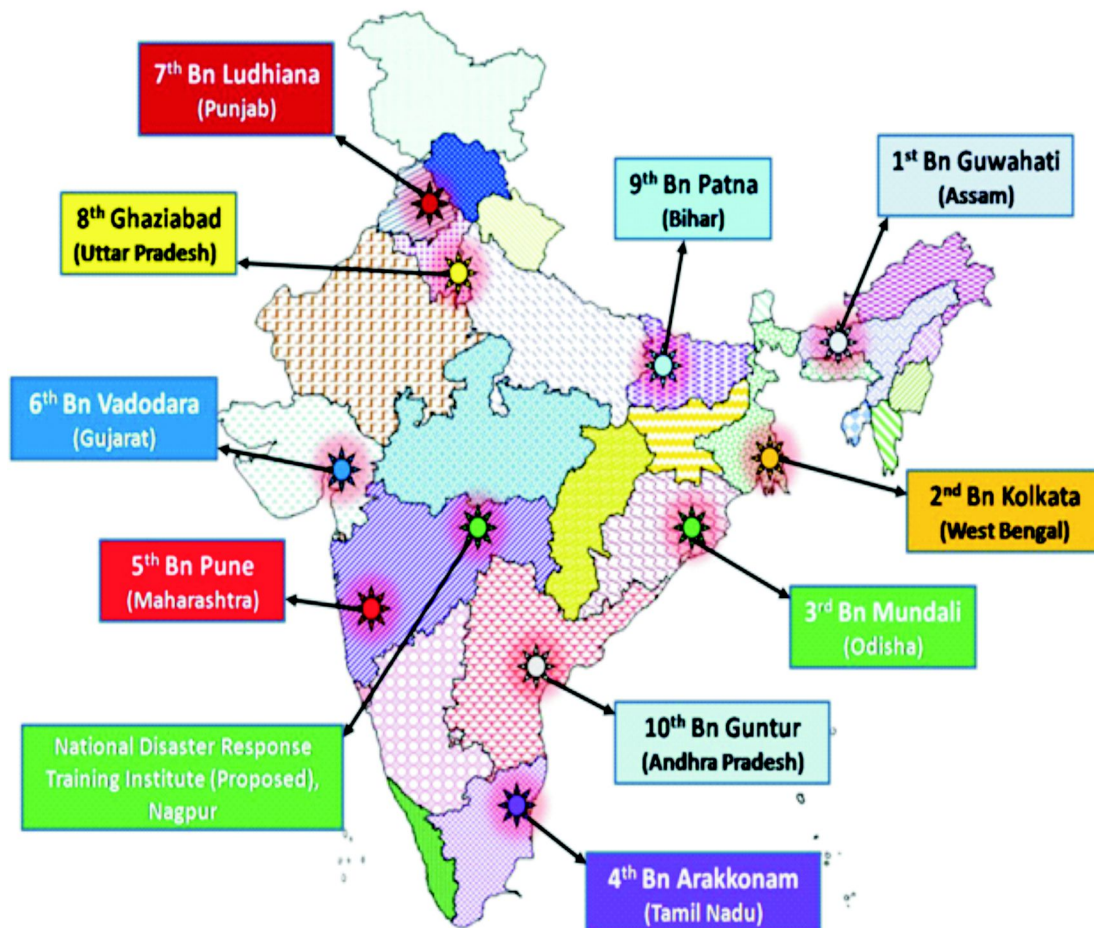 7th Bn Ludhiana
(Punjab)
8th Ghaziabad
(Uttar Pradesh)
9th Bn Patna
(Bihar)
1st Bn Guwahati
(Assam)
6th Bn Vadodara
(Gujarat)
2nd Bn Kolkata
(West Bengal)
5th Bn Pune
(Maharashtra)
3rd Bn Mundali
(Odisha)
National Disaster Response
Training Institute (Proposed),
Nagpur
10th Bn Guntur
(Andhra Pradesh)
4th Bn Arakkonam
(Tamil Nadu)